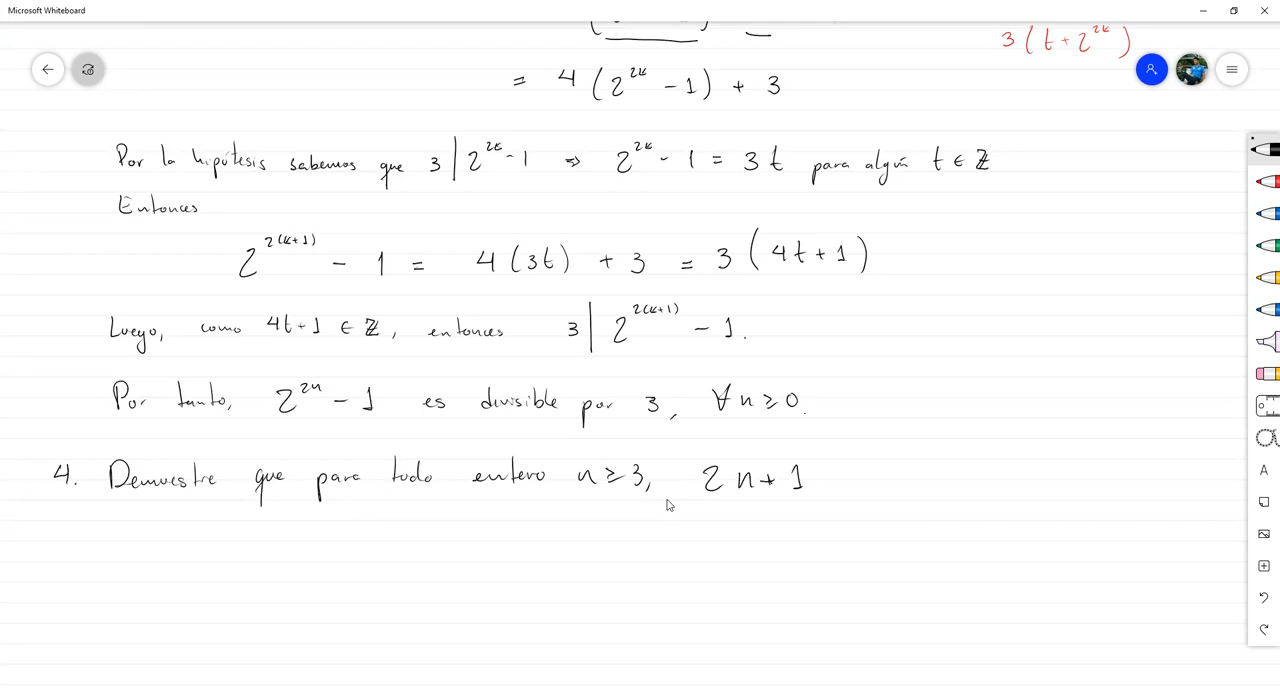 Microsoft Whiteboard
3 ( t + 2^{2k} )
= 4 ( 2^{2k} - 1 ) + 3
Por la hipótesis sabemos que 3 | 2^{2k} - 1 ⇒ 2^{2k} - 1 = 3 t para algún t ∈ ℤ
Entonces
2^{2(k+1)} - 1 = 4 (3t) + 3 = 3 ( 4t + 1 )
Luego, como 4t+1 ∈ ℤ, entonces 3 | 2^{2(k+1)} - 1.
Por tanto, 2^{2n} - 1 es divisible por 3, ∀ n ≥ 0.
4. Demuestre que para todo entero n ≥ 3, 2 n + 1
A